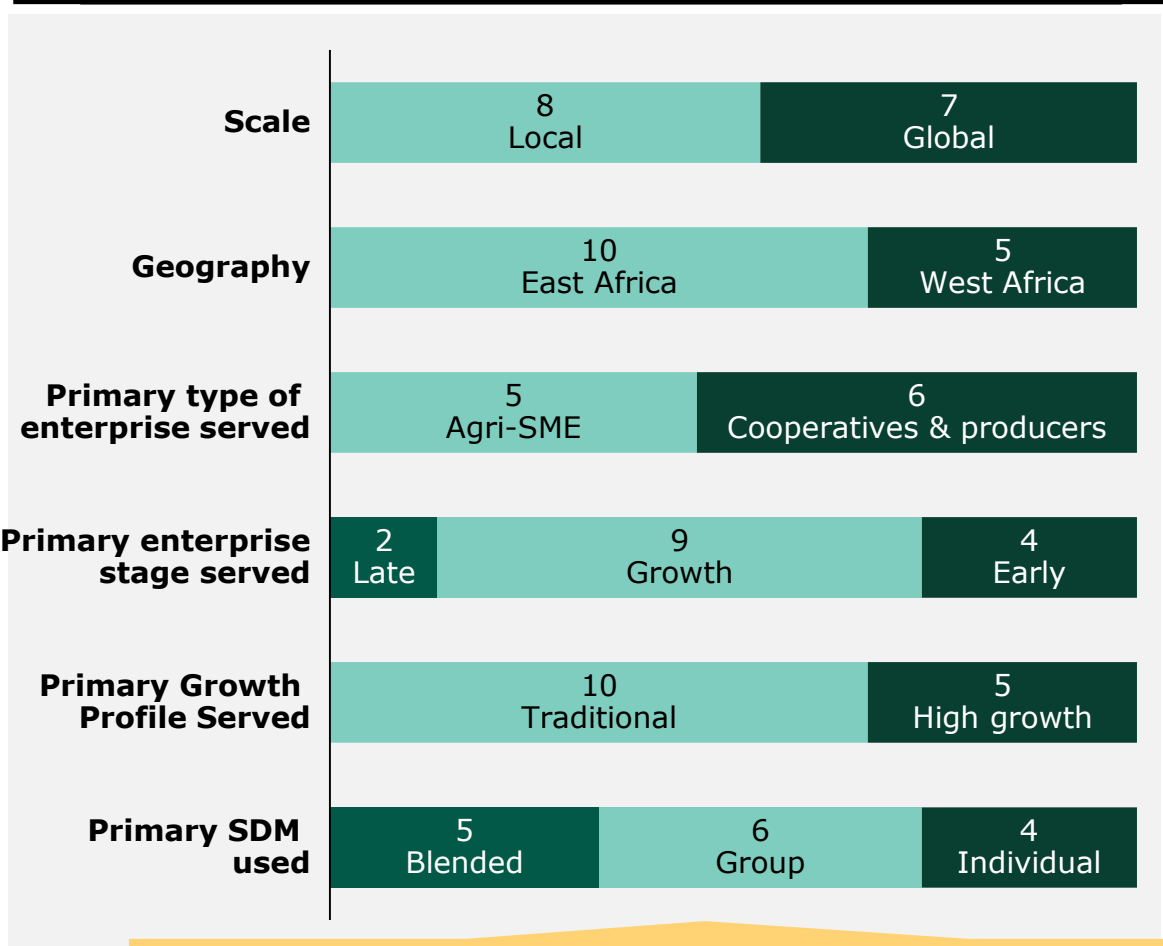 Scale
8
Local
7
Global
Geography
10
East Africa
5
West Africa
Primary type of
enterprise served
5
Agri-SME
6
Cooperatives & producers
Primary enterprise
stage served
2
Late
9
Growth
4
Early
Primary Growth
Profile Served
10
Traditional
5
High growth
Primary SDM
used
5
Blended
6
Group
4
Individual